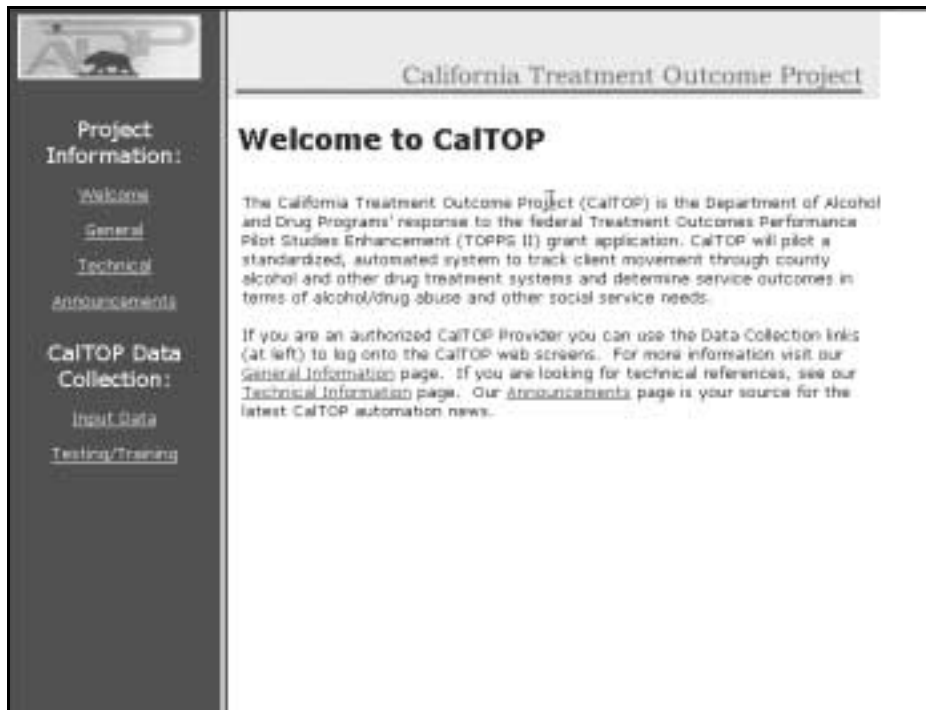 ADP
California Treatment Outcome Project
Project
Information:
Welcome
General
Technical
Announcements
CalTOP Data
Collection:
Input Data
Testing/Training
Welcome to CalTOP
The California Treatment Outcome Project (CalTOP) is the Department of Alcohol
and Drug Programs' response to the federal Treatment Outcomes Performance
Pilot Studies Enhancement (TOPPS II) grant application. CalTOP will pilot a
standardized, automated system to track client movement through county
alcohol and other drug treatment systems and determine service outcomes in
terms of alcohol/drug abuse and other social service needs.
If you are an authorized CalTOP Provider you can use the Data Collection links
(at left) to log onto the CalTOP web screens. For more information visit our
General Information page. If you are looking for technical references, see our
Technical Information page. Our Announcements page is your source for the
latest CalTOP automation news.